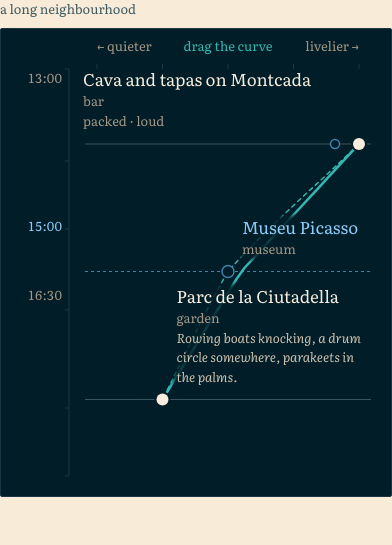 a long neighbourhood
← quieter drag the curve livelier →
13:00 Cava and tapas on Montcada
bar
packed · loud
15:00 Museu Picasso
museum
16:30 Parc de la Ciutadella
garden
Rowing boats knocking, a drum
circle somewhere, parakeets in
the palms.